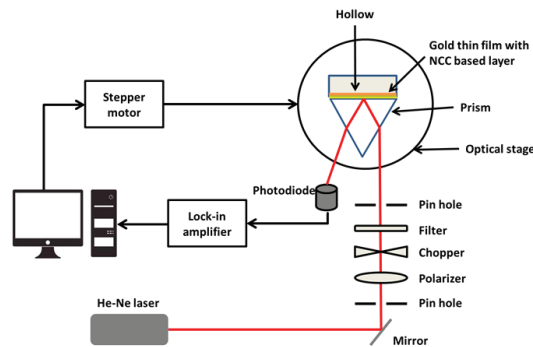 Hollow
Gold thin film with
NCC based layer
Stepper
motor
Prism
Optical stage
Photodiode
Pin hole
Lock-in
amplifier
Filter
Chopper
Polarizer
He-Ne laser
Pin hole
Mirror